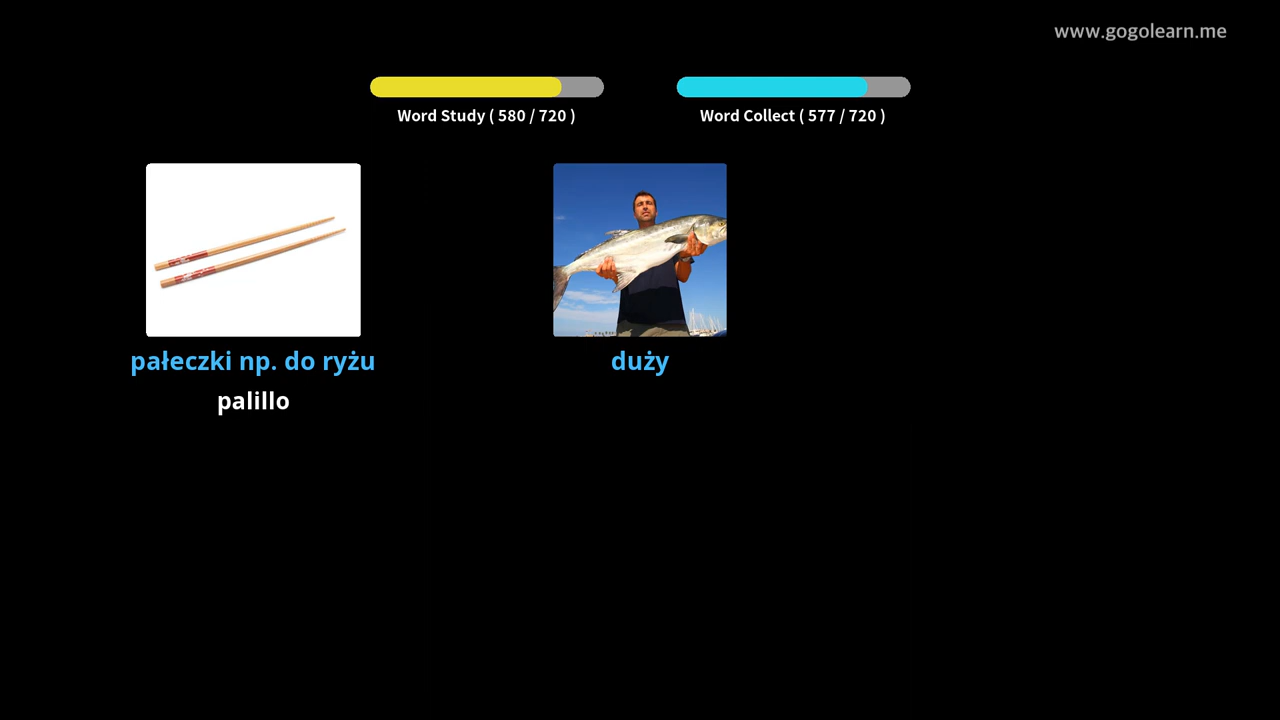 www.gogolearn.me
Word Study ( 580 / 720 )
Word Collect ( 577 / 720 )
pałeczki np. do ryżu
duży
palillo